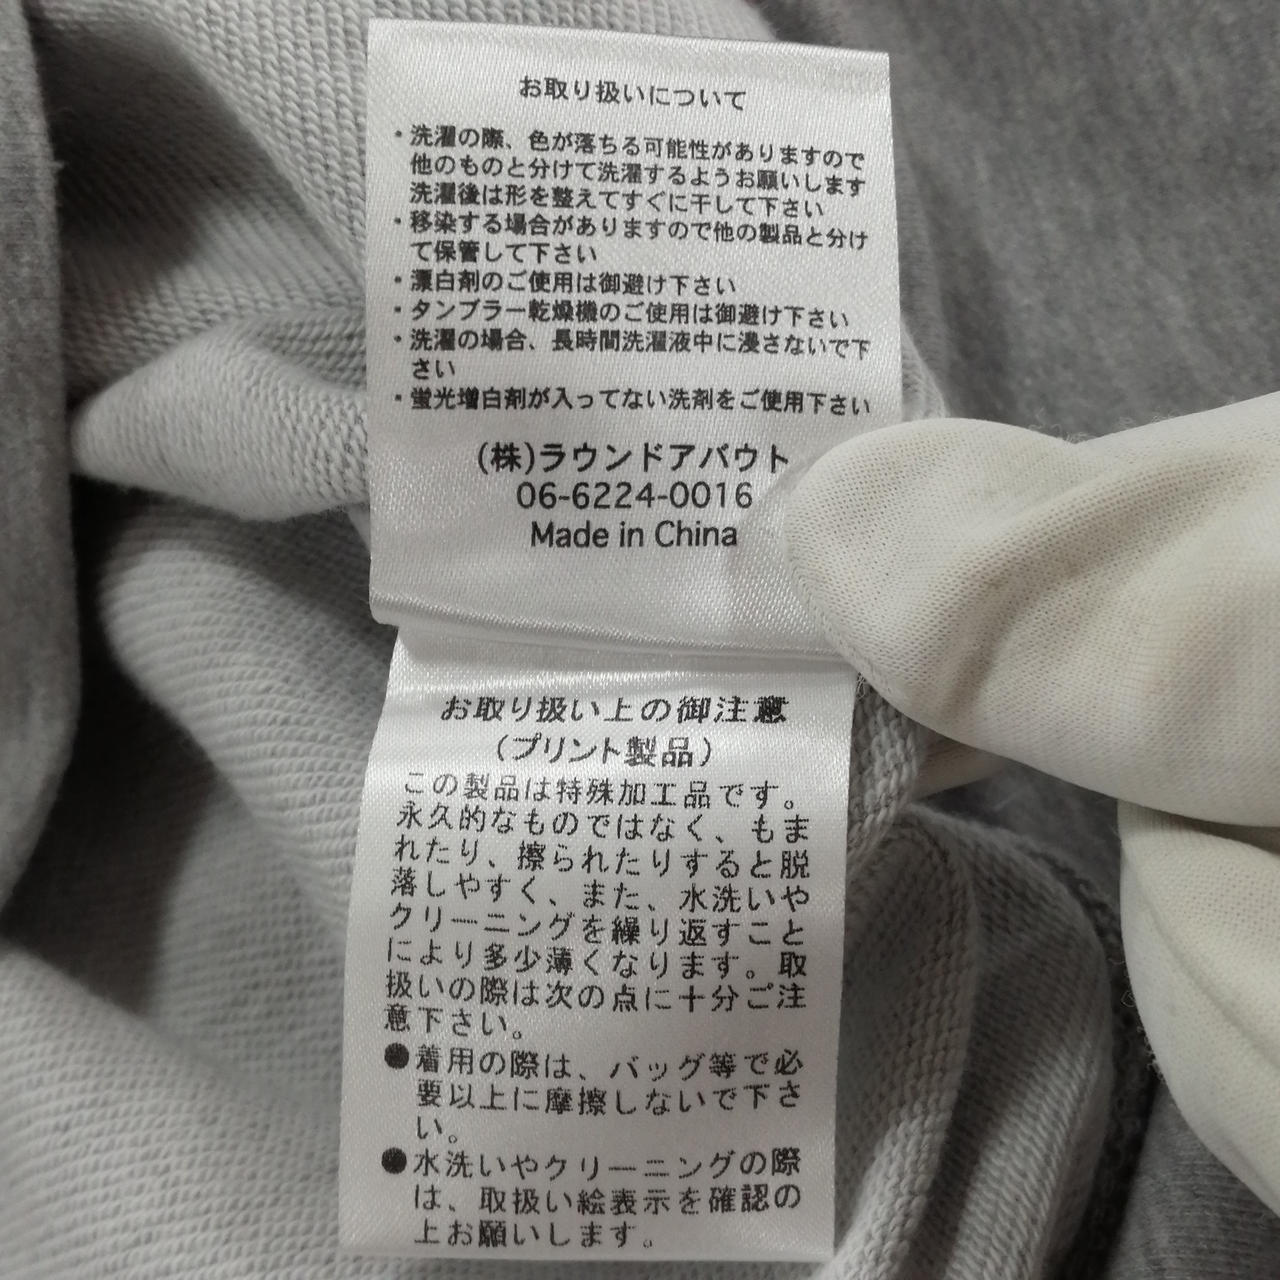 お取り扱いについて
・洗濯の際、色が落ちる可能性がありますので
他のものと分けて洗濯するようお願いします
洗濯後は形を整えてすぐに干して下さい
・移染する場合がありますので他の製品と分け
て保管して下さい
・漂白剤のご使用は御避け下さい
・タンブラー乾燥機のご使用は御避け下さい
・洗濯の場合、長時間洗濯液中に浸さないで下
さい
・蛍光増白剤が入ってない洗剤をご使用下さい
(株)ラウンドアバウト
06-6224-0016
Made in China
お取り扱い上の御注意
(プリント製品)
この製品は特殊加工品です。
永久的なものではなく、もま
れたり、擦られたりすると脱
落しやすく、また、水洗いや
クリーニングを繰り返すこと
により多少薄くなります。取
扱いの際は次の点に十分ご注
意下さい。
●着用の際は、バッグ等で必
要以上に摩擦しないで下さ
い。
●水洗いやクリーニングの際
は、取扱い絵表示を確認の
上お願いします。